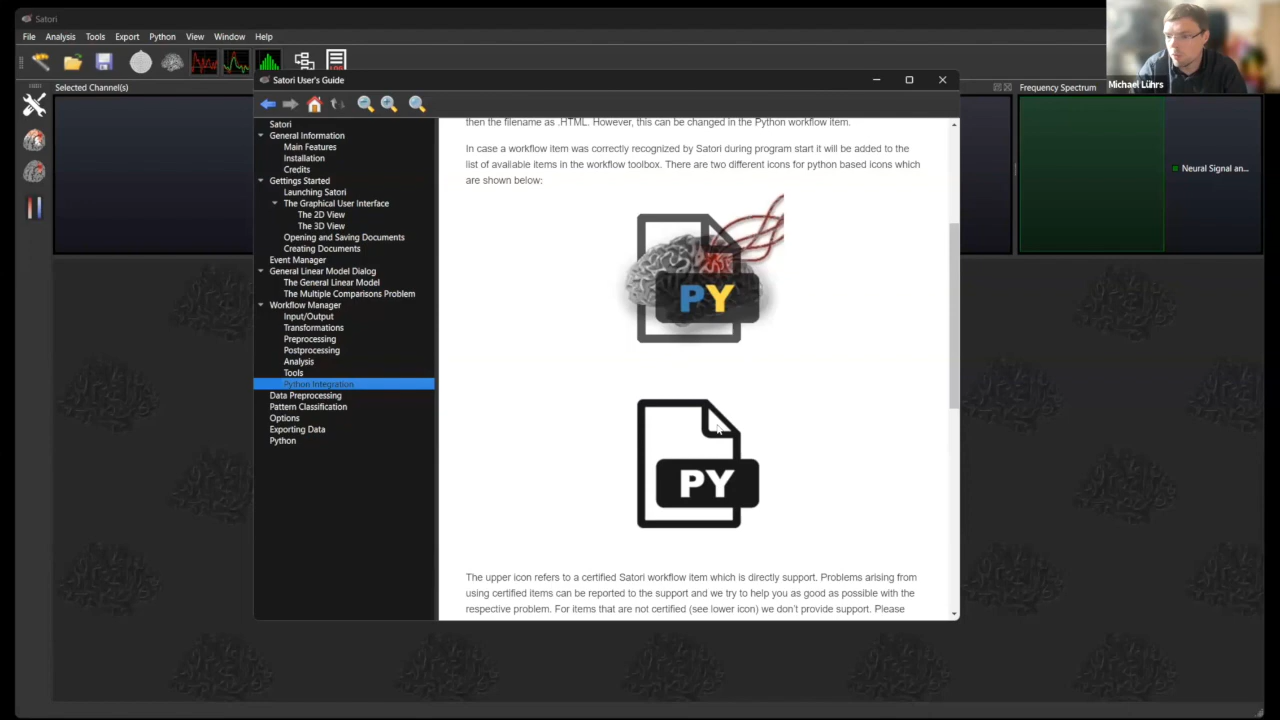 Satori
File Analysis Tools Export Python View Window Help
Michael Lührs
Selected Channel(s)
Frequency Spectrum
Neural Signal an...
Satori User's Guide
Satori
General Information
Main Features
Installation
Credits
Gettings Started
Launching Satori
The Graphical User Interface
The 2D View
The 3D View
Opening and Saving Documents
Creating Documents
Event Manager
General Linear Model Dialog
The General Linear Model
The Multiple Comparisons Problem
Workflow Manager
Input/Output
Transformations
Preprocessing
Postprocessing
Analysis
Tools
Python Integration
Data Preprocessing
Pattern Classification
Options
Exporting Data
Python
then the filename as .HTML. However, this can be changed in the Python workflow item.
In case a workflow item was correctly recognized by Satori during program start it will be added to the
list of available items in the workflow toolbox. There are two different icons for python based icons which
are shown below:
PY
PY
The upper icon refers to a certified Satori workflow item which is directly support. Problems arising from
using certified items can be reported to the support and we try to help you as good as possible with the
respective problem. For items that are not certified (see lower icon) we don't provide support. Please